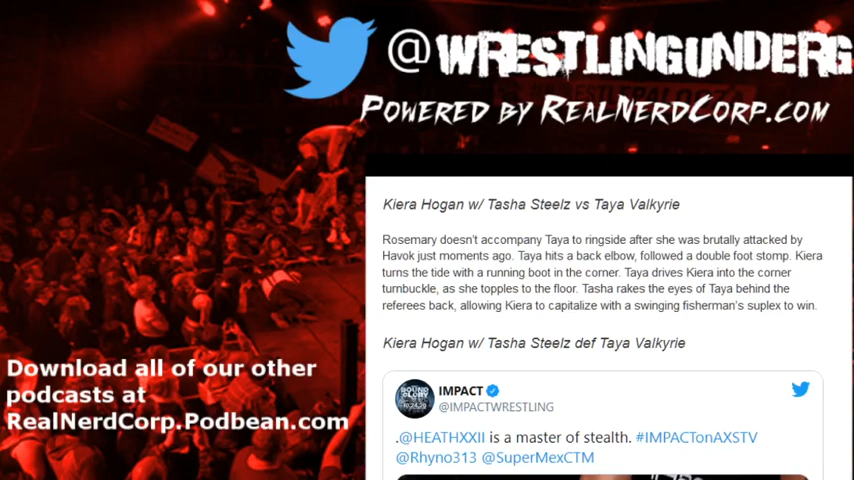 @WRESTLINGUNDERG
POWERED BY REALNERDCORP.COM
Kiera Hogan w/ Tasha Steelz vs Taya Valkyrie
Rosemary doesn't accompany Taya to ringside after she was brutally attacked by
Havok just moments ago. Taya hits a back elbow, followed a double foot stomp. Kiera
turns the tide with a running boot in the corner. Taya drives Kiera into the corner
turnbuckle, as she topples to the floor. Tasha rakes the eyes of Taya behind the
referees back, allowing Kiera to capitalize with a swinging fisherman's suplex to win.
Kiera Hogan w/ Tasha Steelz def Taya Valkyrie
Download all of our other
podcasts at
RealNerdCorp.Podbean.com
BOUND
GLORY
IMPACT
@IMPACTWRESTLING
.@HEATHXXII is a master of stealth. #IMPACTonAXSTV
@Rhyno313 @SuperMexCTM